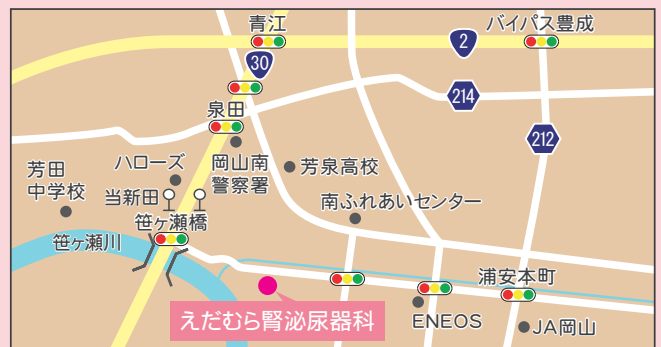 青江
バイパス豊成
2
30
214
泉田
212
岡山南
警察署
芳泉高校
ハローズ
芳田
中学校
当新田
南ふれあいセンター
笹ヶ瀬橋
笹ヶ瀬川
浦安本町
えだむら腎泌尿器科
ENEOS
JA岡山